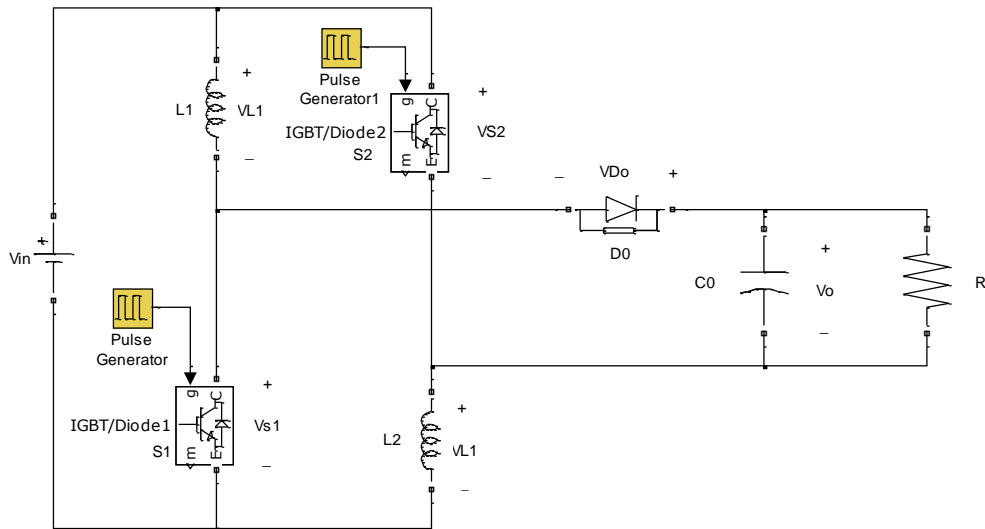 Pulse
Generator1
g
C
m
E
IGBT/Diode2
S2
+
VS2
_
L1
+
VL1
_
_
VDo
+
D0
Vin
+
C0
+
Vo
_
R
Pulse
Generator
g
C
m
E
IGBT/Diode1
S1
+
Vs1
_
L2
+
VL1
_